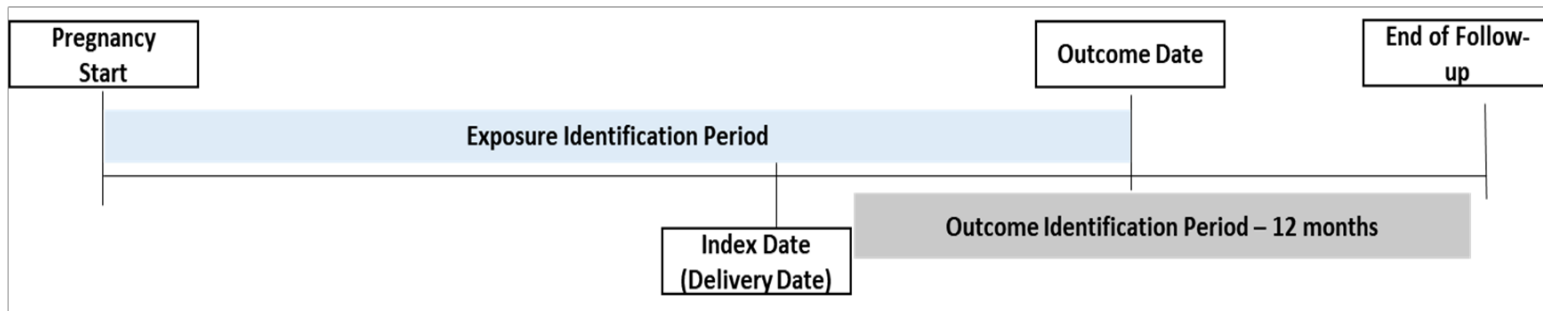 Pregnancy
Start
Outcome Date
End of Follow-
up
Exposure Identification Period
Index Date
(Delivery Date)
Outcome Identification Period – 12 months